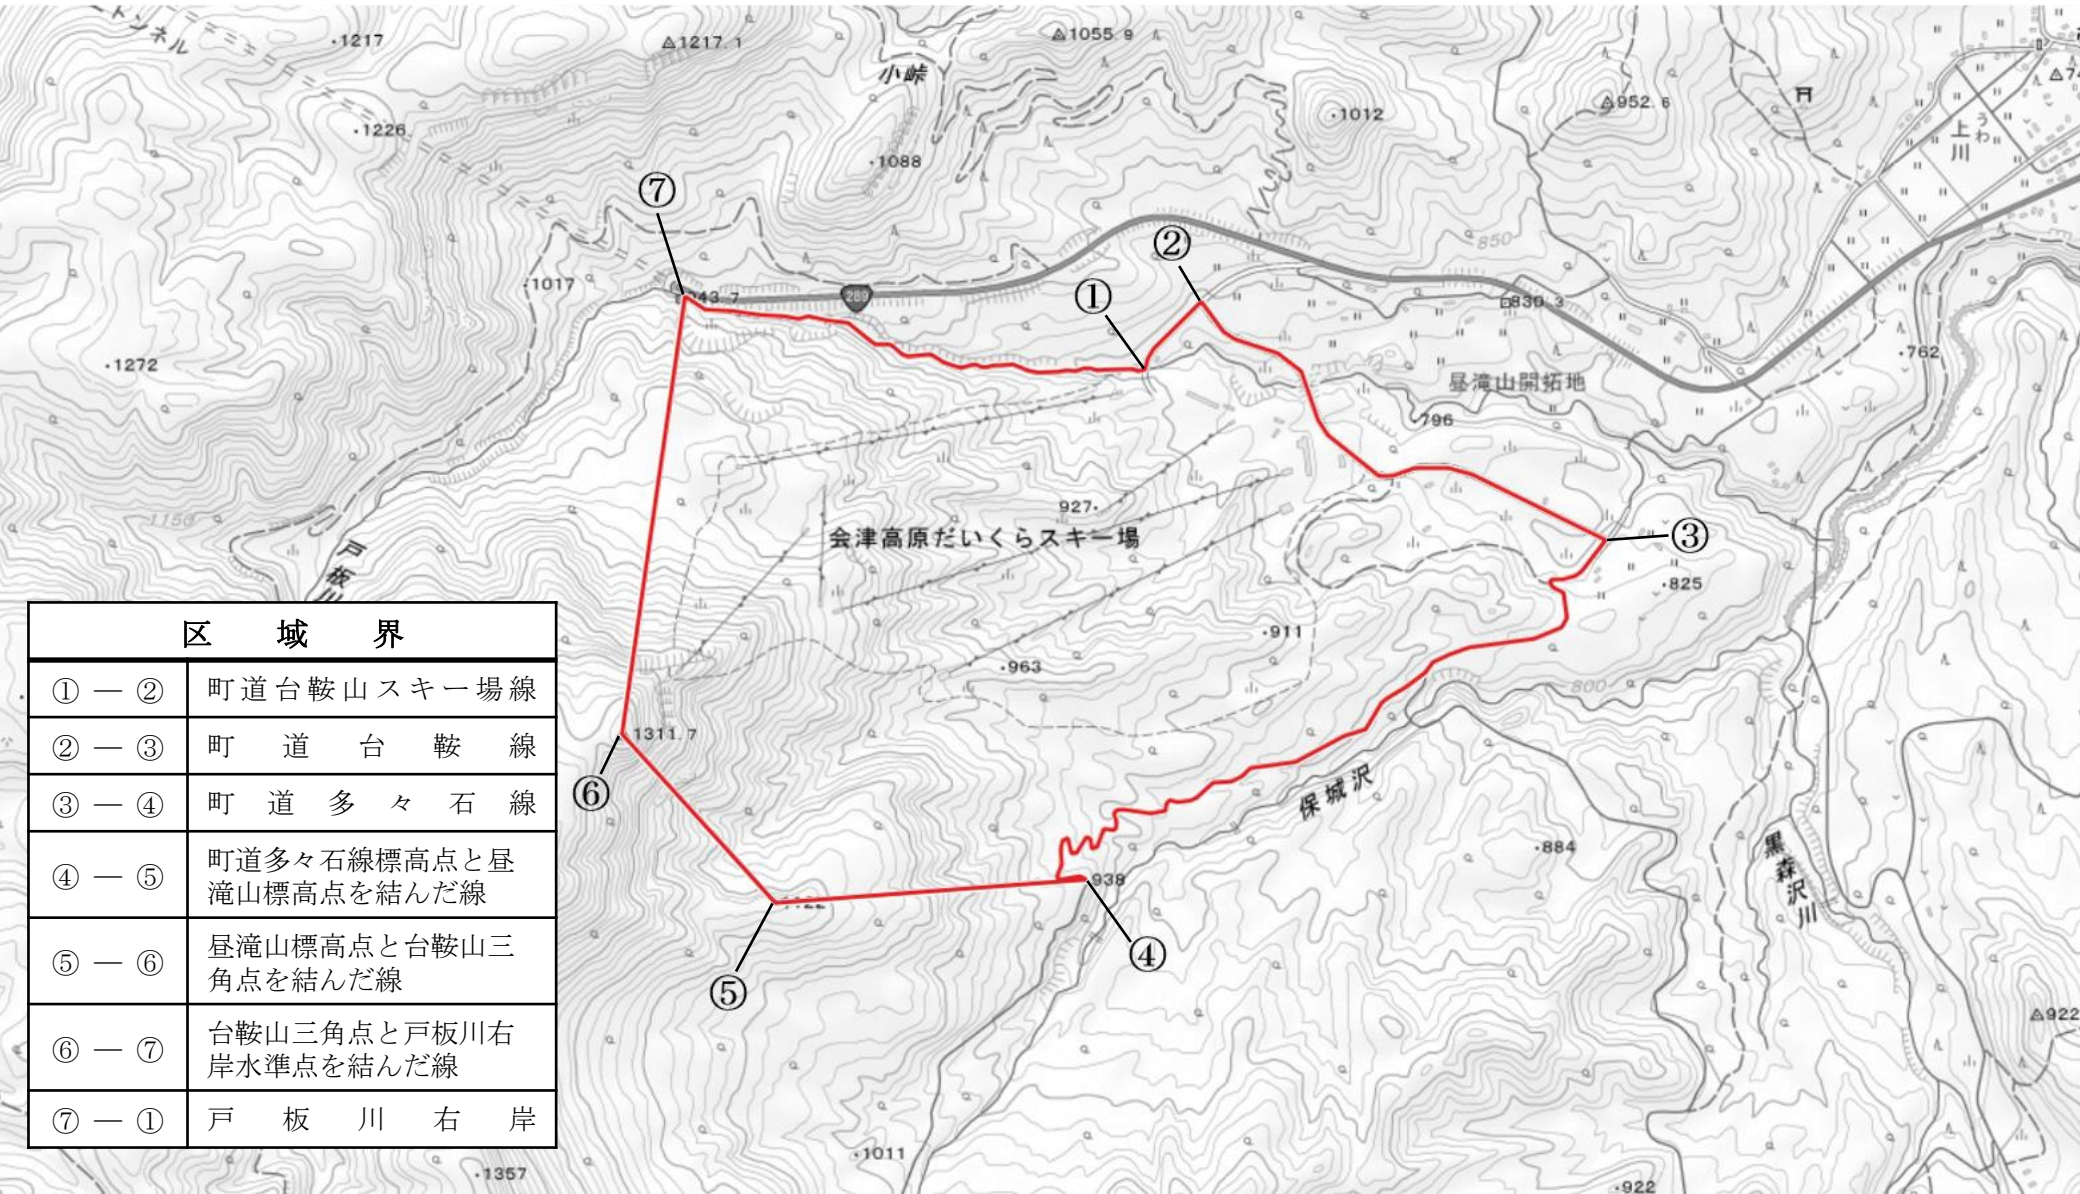 トンネル
1217
1217.1
1055.9
小峠
952.6
1226
1012
1088
上川
うわ
⑦
②
850
1017
943.7
289
①
830.3
1272
762
昼滝山開拓地
796
927
1150
会津高原だいくらスキー場
③
戸板川
825
911
963
800
1311.7
⑥
保城沢
884
黒森沢川
938
1122
④
⑤
922
1011
1357
922
区域界
①―② 町道台鞍山スキー場線
②―③ 町道台鞍線
③―④ 町道多々石線
④―⑤ 町道多々石線標高点と昼
滝山標高点を結んだ線
⑤―⑥ 昼滝山標高点と台鞍山三
角点を結んだ線
⑥―⑦ 台鞍山三角点と戸板川右
岸水準点を結んだ線
⑦―① 戸板川右岸